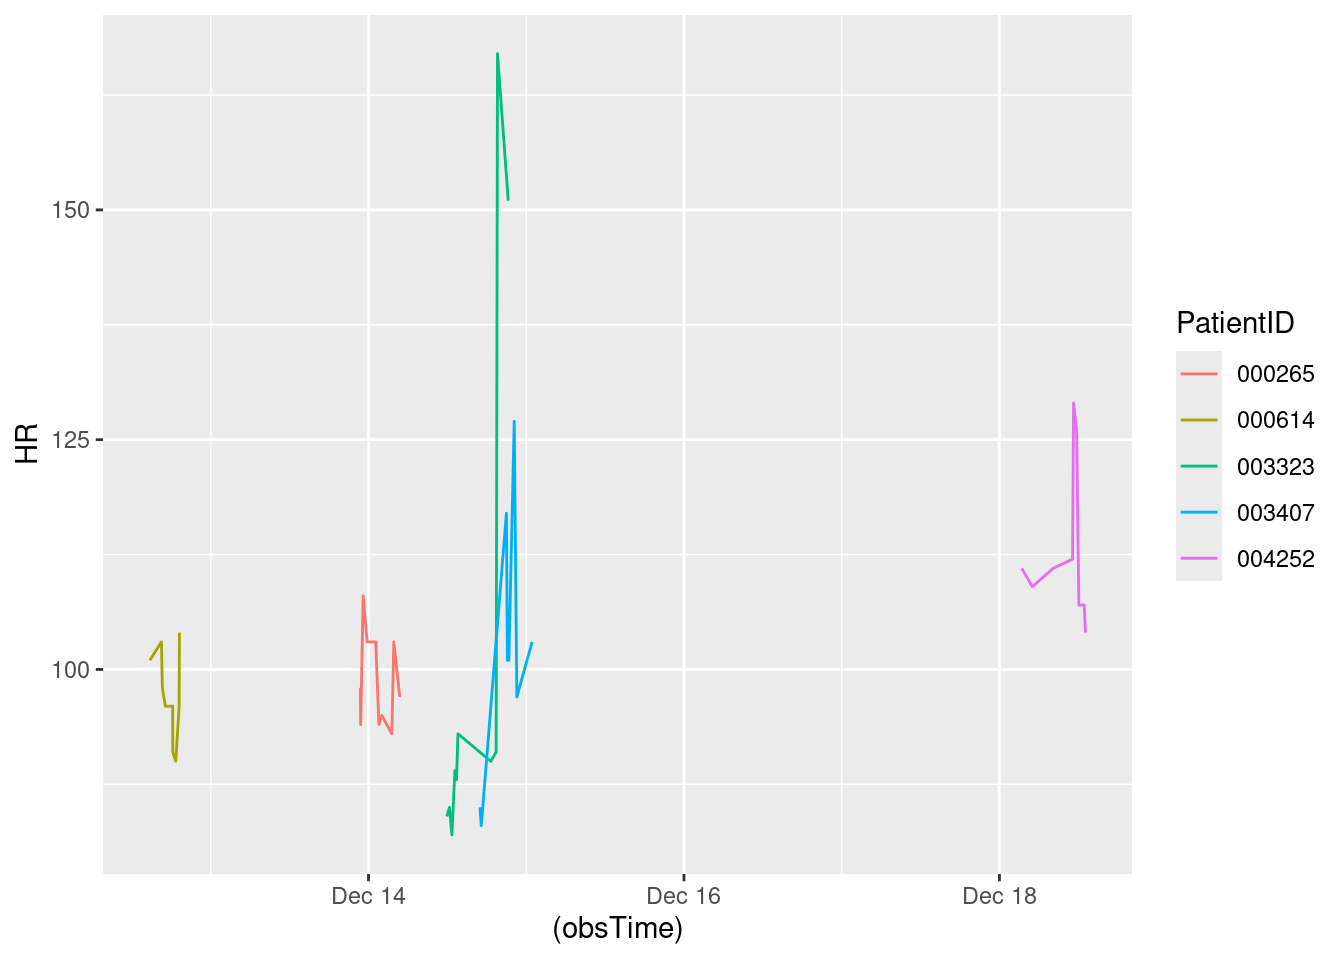 150
125
100
HR
Dec 14
Dec 16
Dec 18
(obsTime)
PatientID
000265
000614
003323
003407
004252